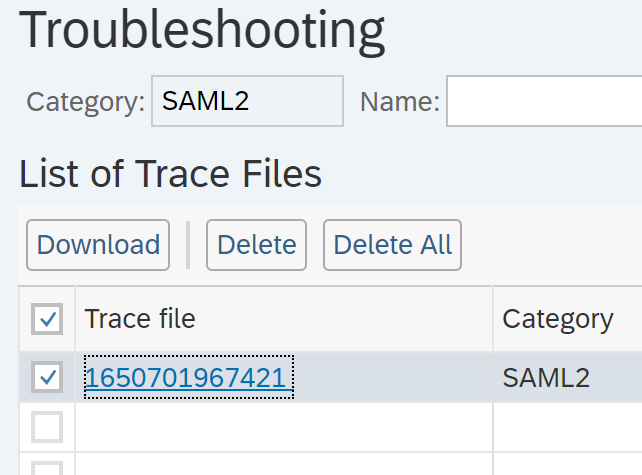 Troubleshooting
Category: SAML2 Name:
List of Trace Files
Download Delete Delete All
Trace file Category
1650701967421 SAML2